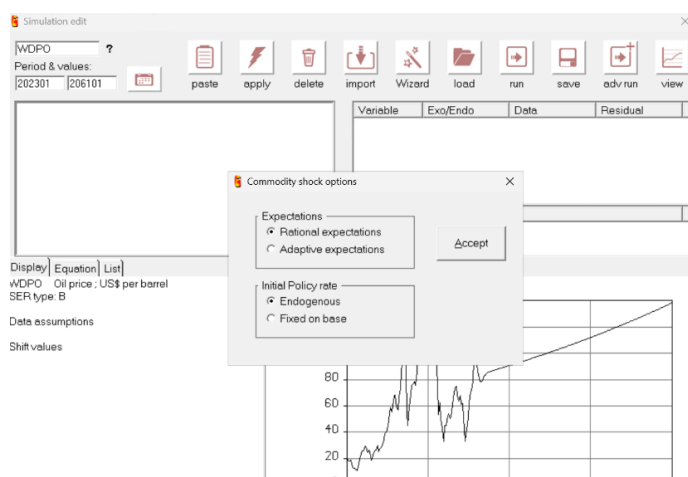 Simulation edit
WDPO ?
Period & values:
202301 206101
paste apply delete import Wizard load run save adv run view
Variable Exo/Endo Data Residual
Commodity shock options
Expectations
Rational expectations
Adaptive expectations
Accept
Initial Policy rate
Endogenous
Fixed on base
Display Equation List
WDPO Oil price ; US$ per barrel
SER type: B
Data assumptions
Shift values
80
60
40
20